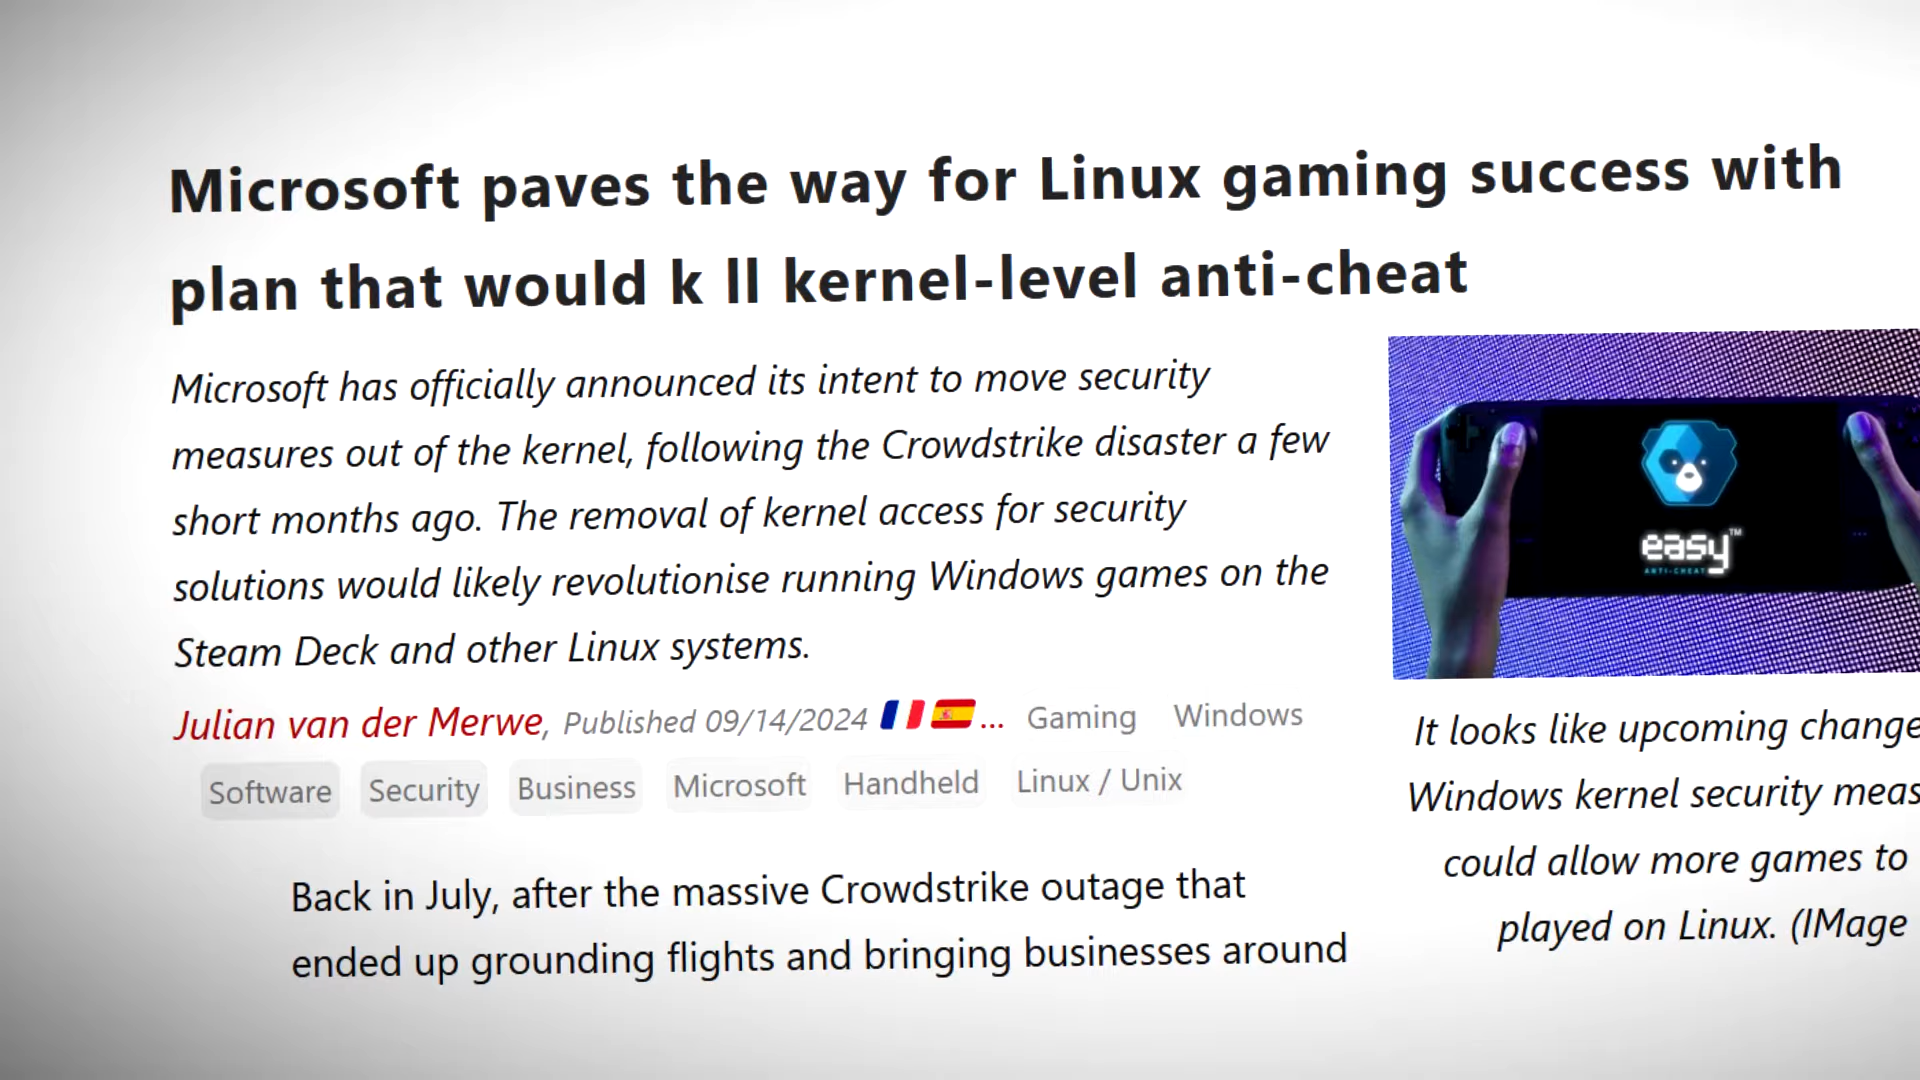 Microsoft paves the way for Linux gaming success with
plan that would k ll kernel-level anti-cheat
Microsoft has officially announced its intent to move security
measures out of the kernel, following the Crowdstrike disaster a few
short months ago. The removal of kernel access for security
solutions would likely revolutionise running Windows games on the
Steam Deck and other Linux systems.
Julian van der Merwe, Published 09/14/2024 ... Gaming Windows
Software Security Business Microsoft Handheld Linux / Unix
Back in July, after the massive Crowdstrike outage that
ended up grounding flights and bringing businesses around
easy™
ANTI-CHEAT
It looks like upcoming change
Windows kernel security meas
could allow more games to
played on Linux. (IMage